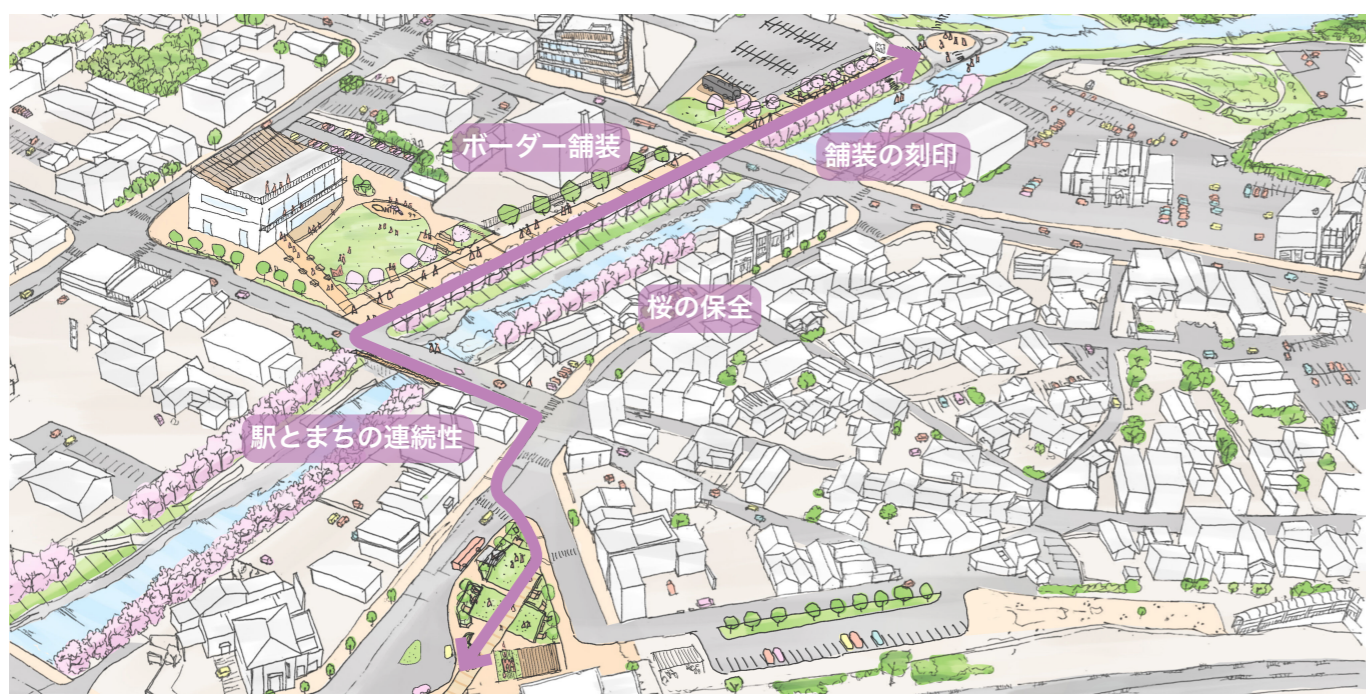 ボーダー舗装
舗装の刻印
桜の保全
駅とまちの連続性